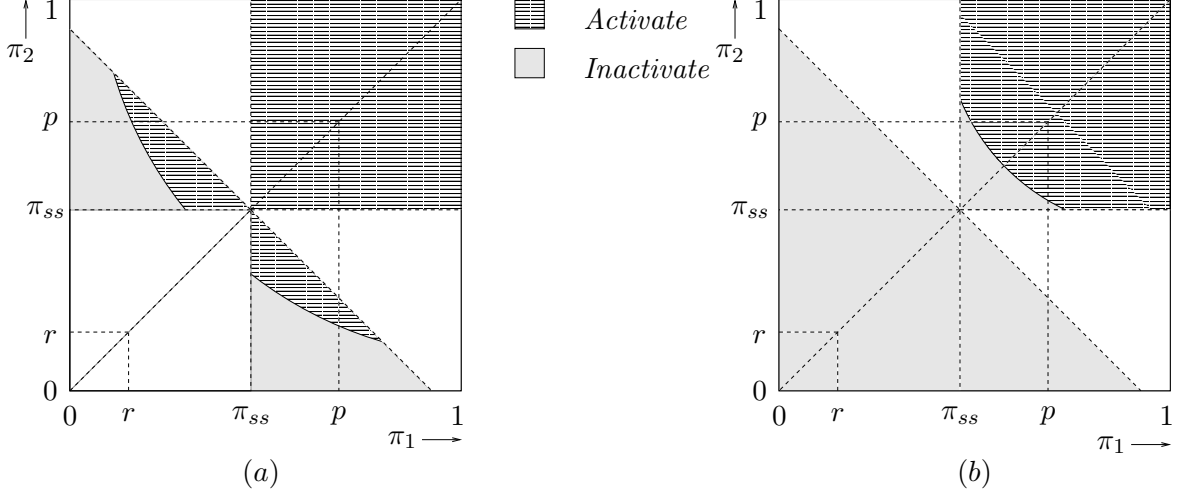 1
π2
p
πss
r
0
0
r
πss
p
1
π1
(a)
Activate
Inactivate
1
π2
p
πss
r
0
0
r
πss
p
1
π1
(b)